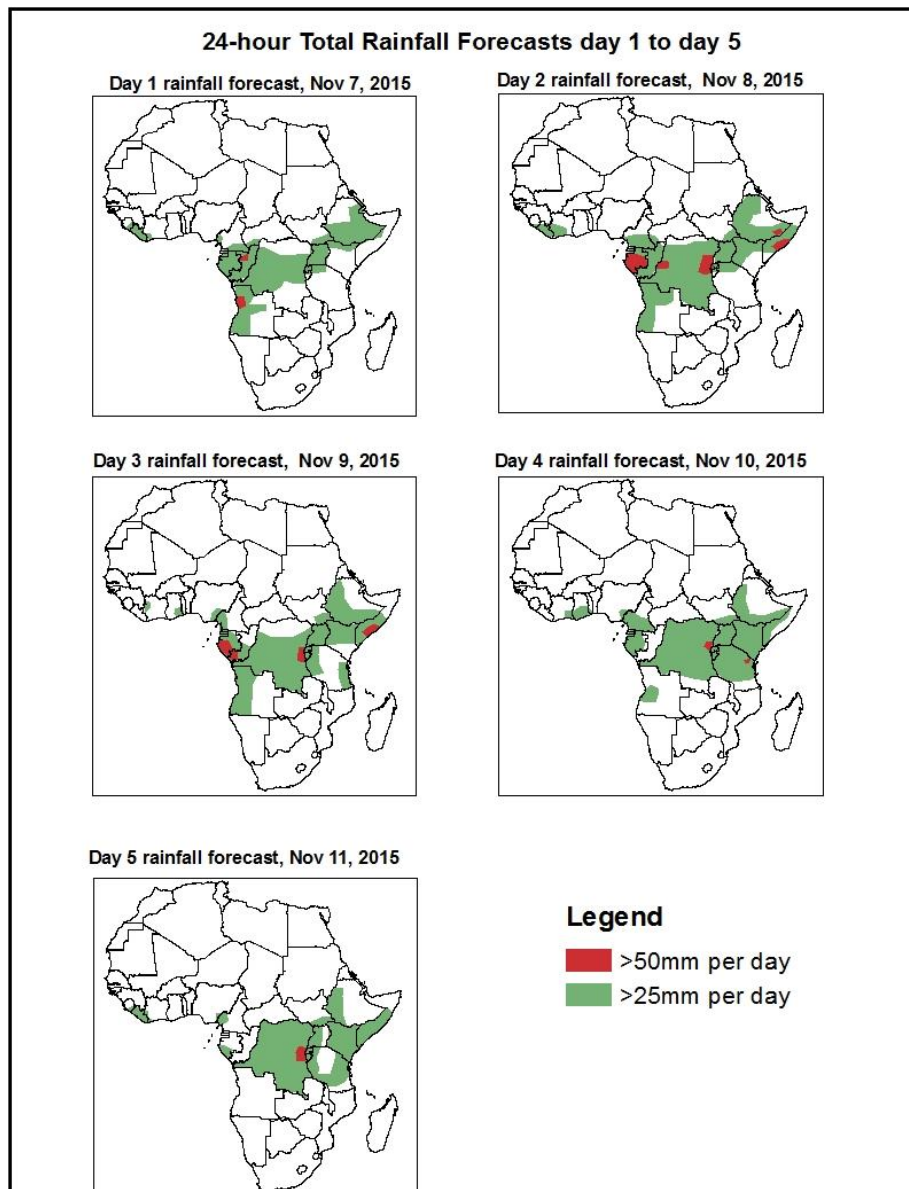 24-hour Total Rainfall Forecasts day 1 to day 5
Day 1 rainfall forecast, Nov 7, 2015
Day 2 rainfall forecast, Nov 8, 2015
Day 3 rainfall forecast, Nov 9, 2015
Day 4 rainfall forecast, Nov 10, 2015
Day 5 rainfall forecast, Nov 11, 2015
Legend
>50mm per day
>25mm per day